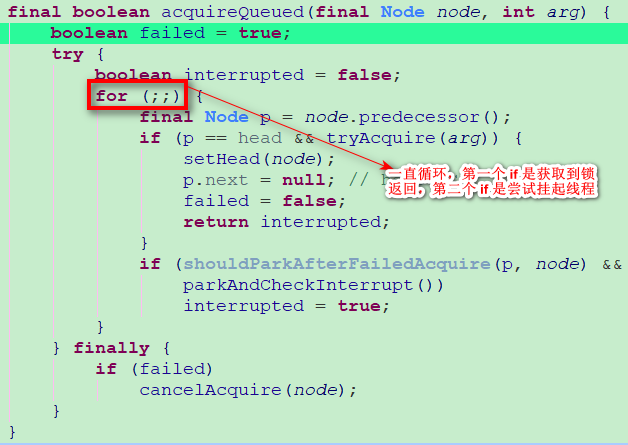 final boolean acquireQueued(final Node node, int arg) {
boolean failed = true;
try {
boolean interrupted = false;
for (;;) {
final Node p = node.predecessor();
if (p == head && tryAcquire(arg)) {
setHead(node);
p.next = null; //
一直循环，第一个 if 是获取到锁
返回，第二个 if 是尝试挂起线程
failed = false;
return interrupted;
}
if (shouldParkAfterFailedAcquire(p, node) &&
parkAndCheckInterrupt())
interrupted = true;
}
} finally {
if (failed)
cancelAcquire(node);
}
}